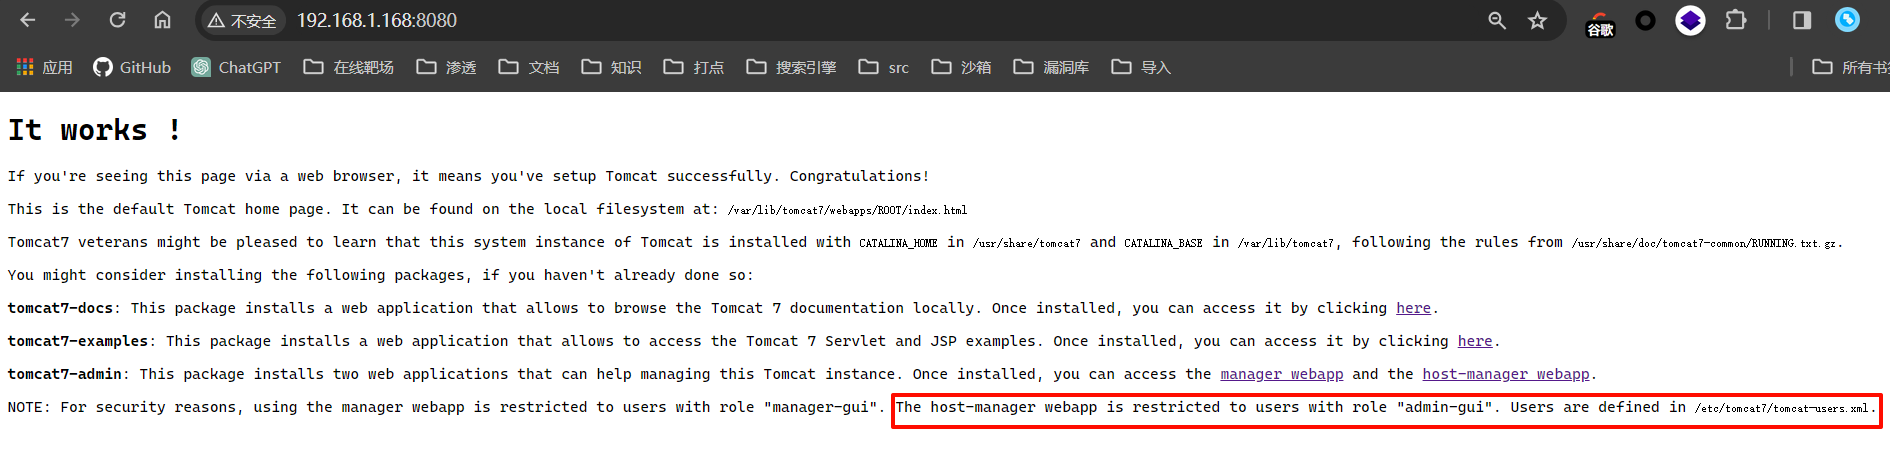 不安全 192.168.1.168:8080 谷歌
应用 GitHub ChatGPT 在线靶场 渗透 文档 知识 打点 搜索引擎 src 沙箱 漏洞库 导入 所有书签
It works !
If you're seeing this page via a web browser, it means you've setup Tomcat successfully. Congratulations!
This is the default Tomcat home page. It can be found on the local filesystem at: /var/lib/tomcat7/webapps/ROOT/index.html
Tomcat7 veterans might be pleased to learn that this system instance of Tomcat is installed with CATALINA_HOME in /usr/share/tomcat7 and CATALINA_BASE in /var/lib/tomcat7, following the rules from /usr/share/doc/tomcat7-common/RUNNING.txt.gz.
You might consider installing the following packages, if you haven't already done so:
tomcat7-docs: This package installs a web application that allows to browse the Tomcat 7 documentation locally. Once installed, you can access it by clicking here.
tomcat7-examples: This package installs a web application that allows to access the Tomcat 7 Servlet and JSP examples. Once installed, you can access it by clicking here.
tomcat7-admin: This package installs two web applications that can help managing this Tomcat instance. Once installed, you can access the manager webapp and the host-manager webapp.
NOTE: For security reasons, using the manager webapp is restricted to users with role "manager-gui". The host-manager webapp is restricted to users with role "admin-gui". Users are defined in /etc/tomcat7/tomcat-users.xml.